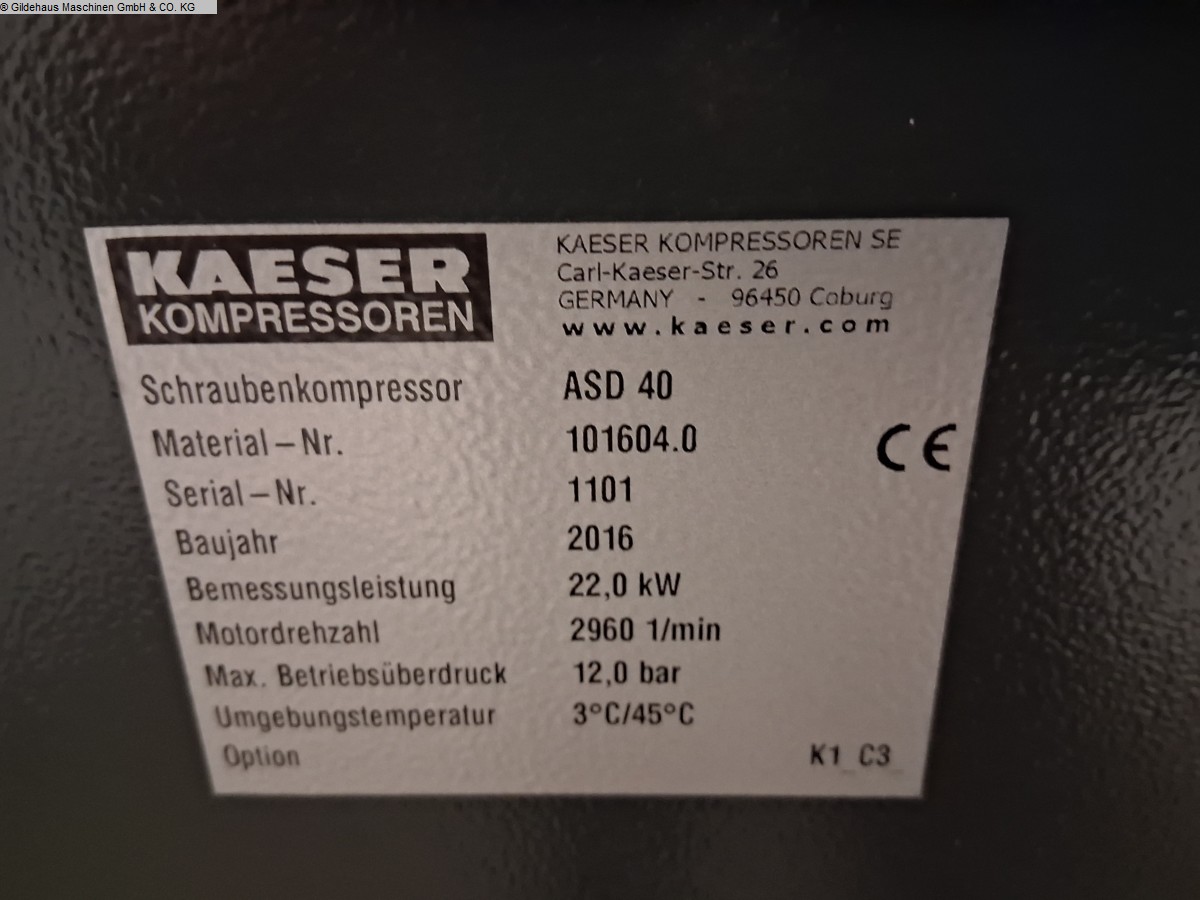 © Gildehaus Maschinen GmbH & CO. KG
KAESER
KOMPRESSOREN
KAESER KOMPRESSOREN SE
Carl-Kaeser-Str. 26
GERMANY - 96450 Coburg
www.kaeser.com
Schraubenkompressor ASD 40
Material-Nr. 101604.0
CE
Serial-Nr. 1101
Baujahr 2016
Bemessungsleistung 22,0 kW
Motordrehzahl 2960 1/min
Max. Betriebsüberdruck 12,0 bar
Umgebungstemperatur 3°C/45°C
Option K1_C3_